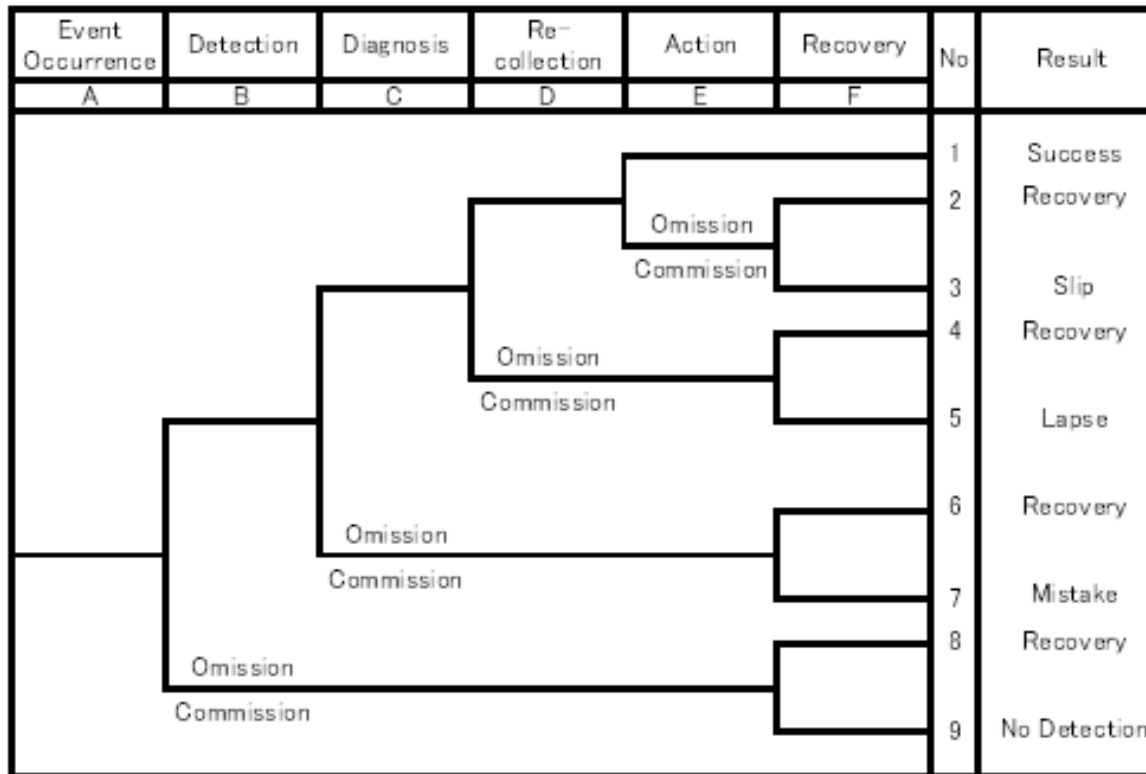 Event
Occurrence
Detection
Diagnosis
Re-
collection
Action
Recovery
No
Result
A
B
C
D
E
F
1
Success
2
Recovery
Omission
Commission
3
Slip
4
Recovery
Omission
Commission
5
Lapse
6
Recovery
Omission
Commission
7
Mistake
8
Recovery
Omission
Commission
9
No Detection